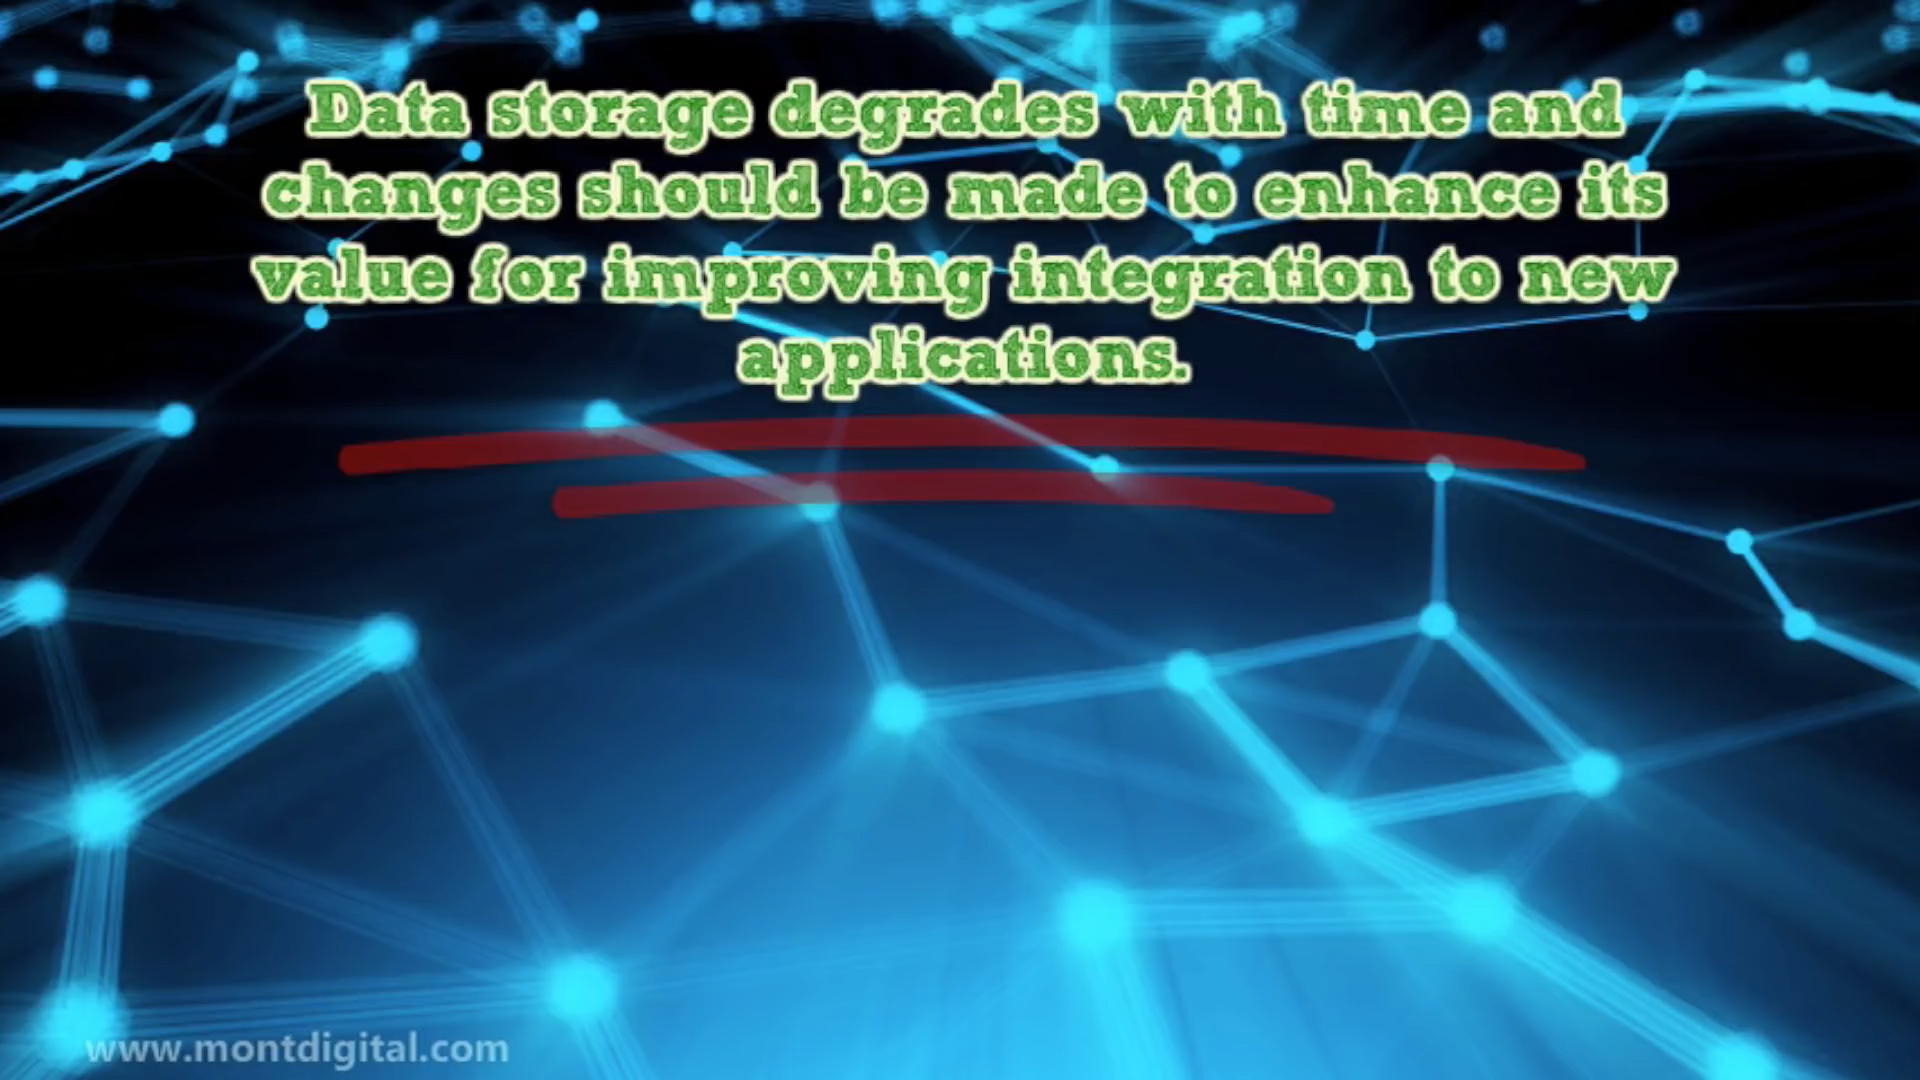 Data storage degrades with time and
changes should be made to enhance its
value for improving integration to new
applications.
www.montdigital.com